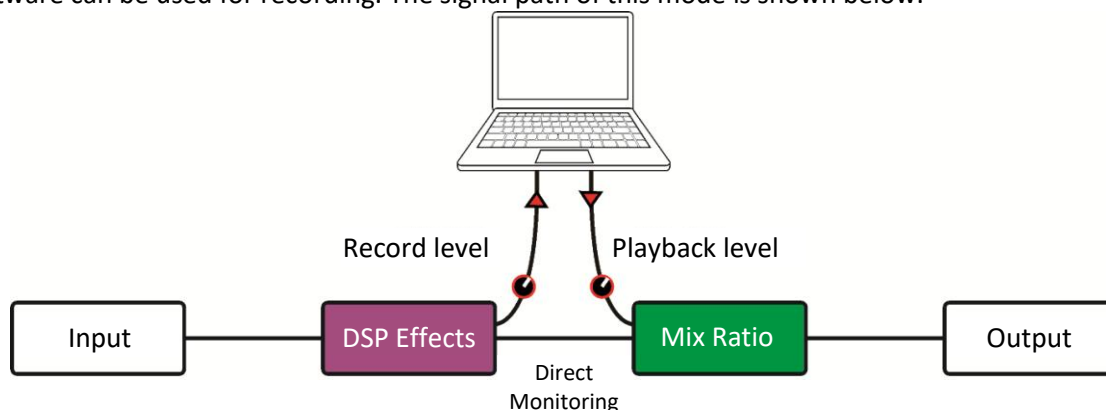 can be used for recording. The signal path of this mode is shown below.
Record level
Playback level
Input
DSP Effects
Mix Ratio
Output
Direct
Monitoring